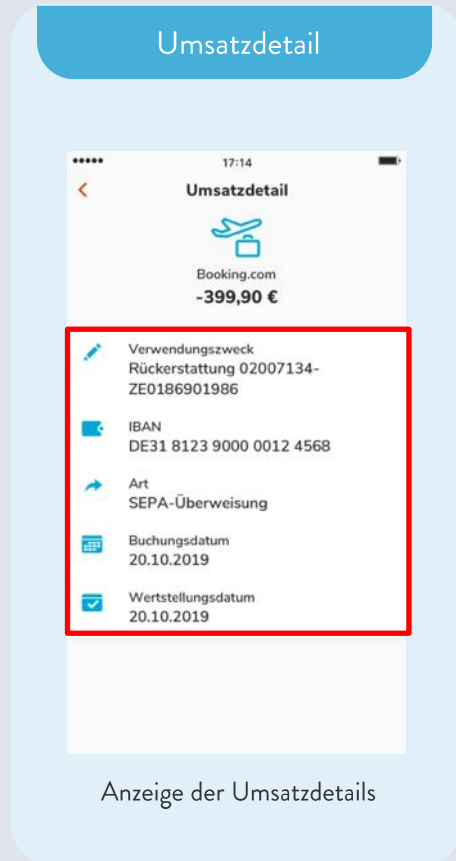 Umsatzdetail
17:14
Umsatzdetail
Booking.com
-399,90 €
Verwendungszweck
Rückerstattung 02007134-
ZE0186901986
IBAN
DE31 8123 9000 0012 4568
Art
SEPA-Überweisung
Buchungsdatum
20.10.2019
Wertstellungsdatum
20.10.2019
Anzeige der Umsatzdetails